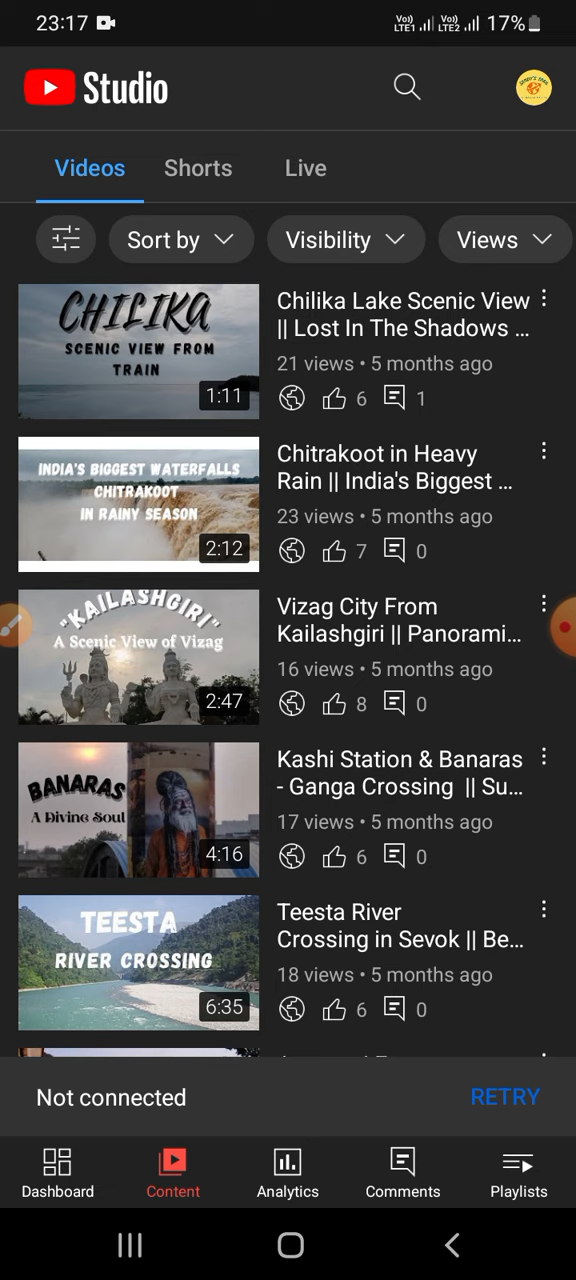 23:17
Vo)) LTE1 Vo)) LTE2 17%
Studio
Videos Shorts Live
Sort by Visibility Views
CHILIKA
SCENIC VIEW FROM
TRAIN
1:11
Chilika Lake Scenic View
|| Lost In The Shadows ...
21 views • 5 months ago
6 1
INDIA'S BIGGEST WATERFALLS
CHITRAKOOT
IN RAINY SEASON
2:12
Chitrakoot in Heavy
Rain || India's Biggest ...
23 views • 5 months ago
7 0
"KAILASHGIRI"
A Scenic View of Vizag
2:47
Vizag City From
Kailashgiri || Panorami...
16 views • 5 months ago
8 0
BANARAS
A Divine Soul
4:16
Kashi Station & Banaras
- Ganga Crossing || Su...
17 views • 5 months ago
6 0
TEESTA
RIVER CROSSING
6:35
Teesta River
Crossing in Sevok || Be...
18 views • 5 months ago
6 0
Not connected RETRY
Dashboard Content Analytics Comments Playlists